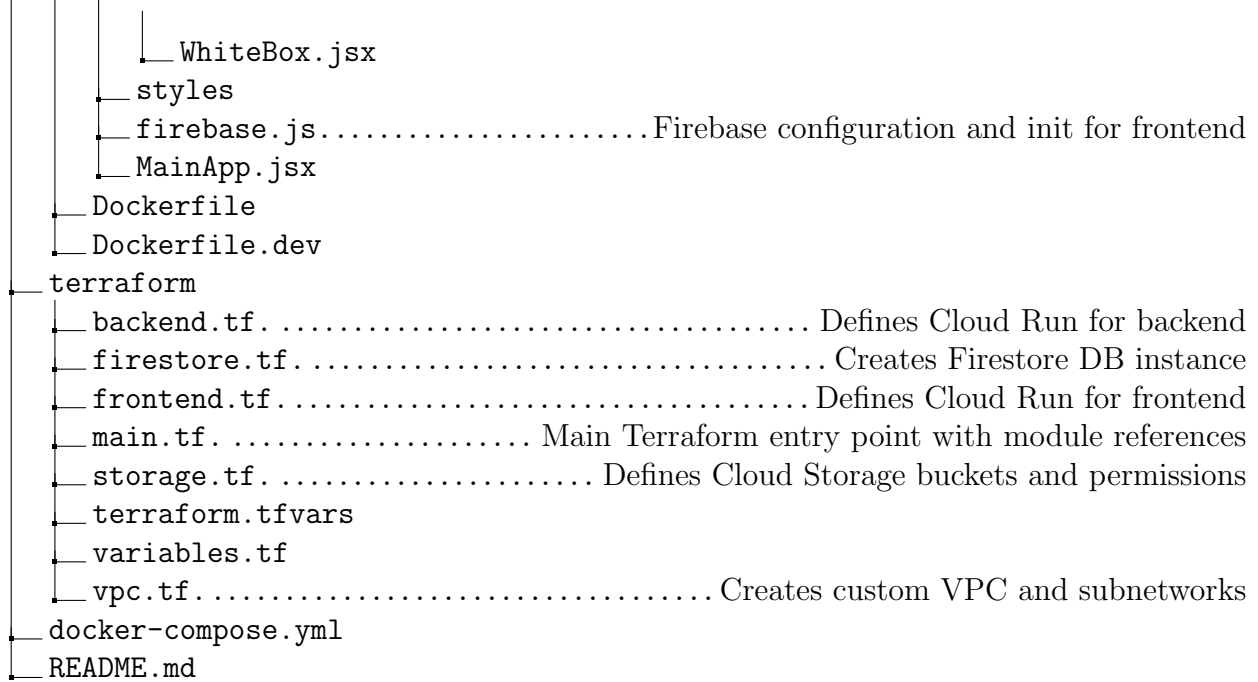 WhiteBox.jsx
styles
firebase.js.......................Firebase configuration and init for frontend
MainApp.jsx
Dockerfile
Dockerfile.dev
terraform
backend.tf. .................................... Defines Cloud Run for backend
firestore.tf. ................................... Creates Firestore DB instance
frontend.tf....................................Defines Cloud Run for frontend
main.tf. .................... Main Terraform entry point with module references
storage.tf. ...................... Defines Cloud Storage buckets and permissions
terraform.tfvars
variables.tf
vpc.tf...................................Creates custom VPC and subnetworks
docker-compose.yml
README.md